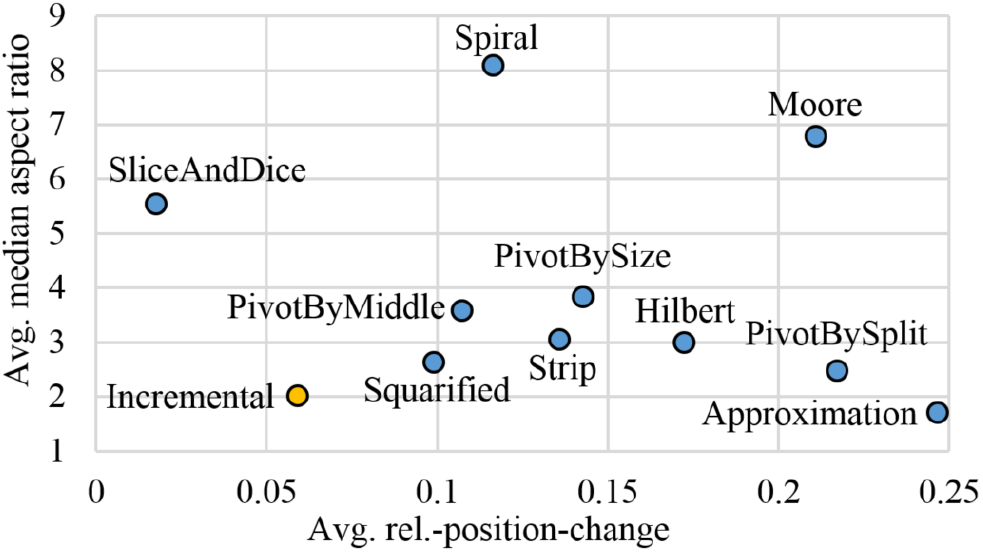 Avg. median aspect ratio
9
8
7
6
5
4
3
2
1
Spiral
Moore
SliceAndDice
PivotBySize
PivotByMiddle
Hilbert
PivotBySplit
Strip
Squarified
Incremental
Approximation
0 0.05 0.1 0.15 0.2 0.25
Avg. rel.-position-change